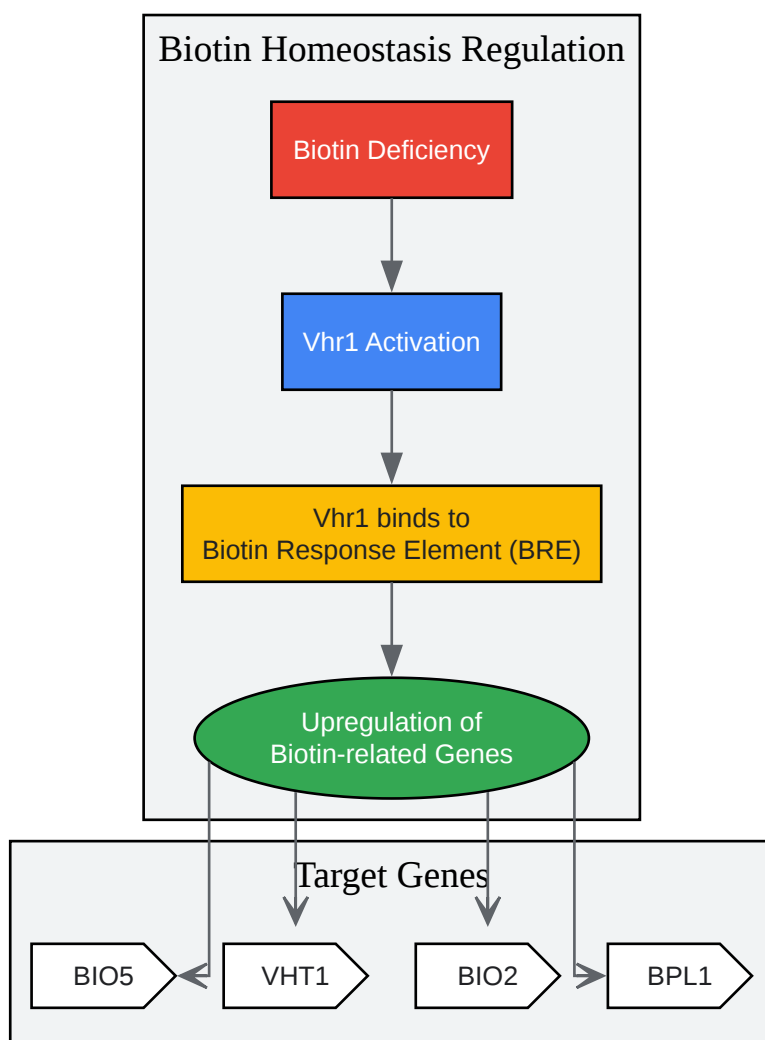 Biotin Homeostasis Regulation
Biotin Deficiency
Vhr1 Activation
Vhr1 binds to
Biotin Response Element (BRE)
Upregulation of
Biotin-related Genes
Target Genes
BIO5
VHT1
BIO2
BPL1